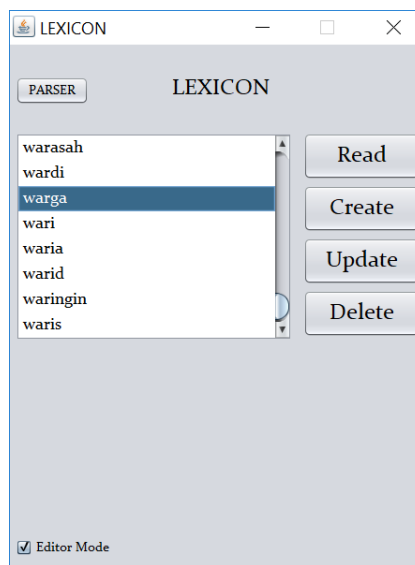 LEXICON
PARSER
LEXICON
warasah
wardi
warga
wari
waria
warid
waringin
waris
Read
Create
Update
Delete
Editor Mode